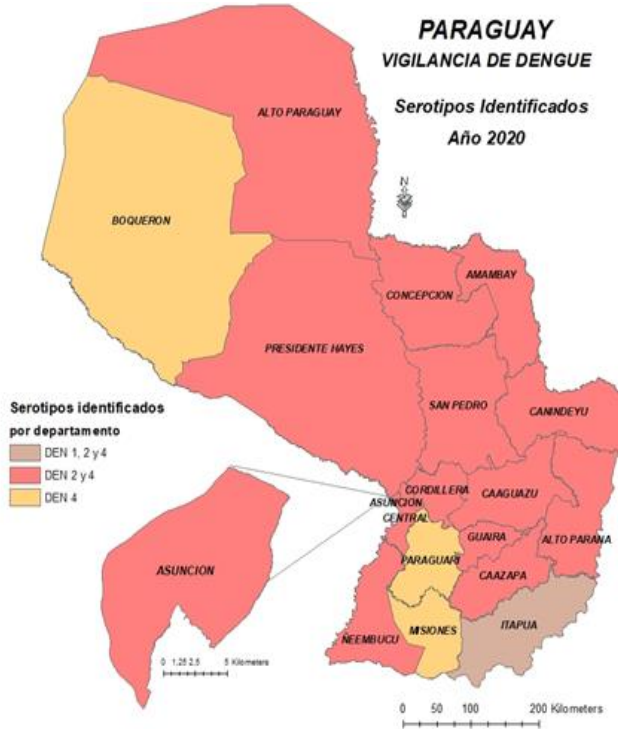 PARAGUAY
VIGILANCIA DE DENGUE
Serotipos Identificados
Año 2020
N
ALTO PARAGUAY
BOQUERON
CONCEPCION
AMAMBAY
PRESIDENTE HAYES
SAN PEDRO
CANINDEYU
Serotipos identificados
por departamento
DEN 1, 2 y 4
DEN 2 y 4
DEN 4
CORDILLERA
CAAGUAZU
ASUNCION
CENTRAL
GUAIRA
ALTO PARANA
PARAGUARI
CAAZAPA
ASUNCION
ÑEEMBUCU
MISIONES
ITAPUA
0 1,25 2,5 5 Kilometers
0 50 100 200 Kilometers